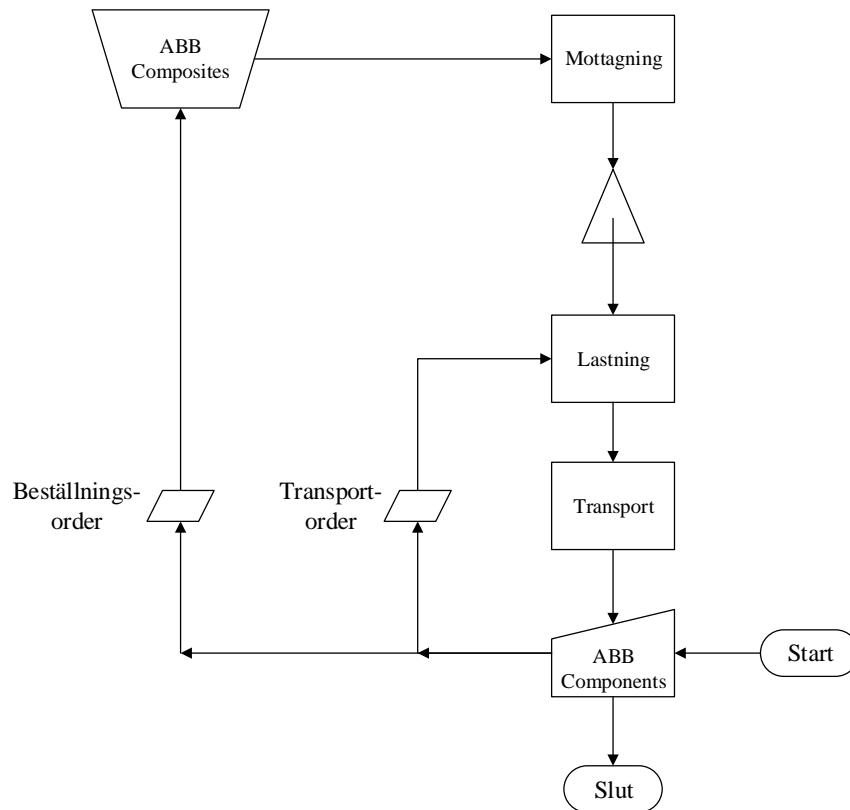 ABB
Composites
Mottagning
Lastning
Beställnings-
order
Transport-
order
Transport
ABB
Components
Start
Slut